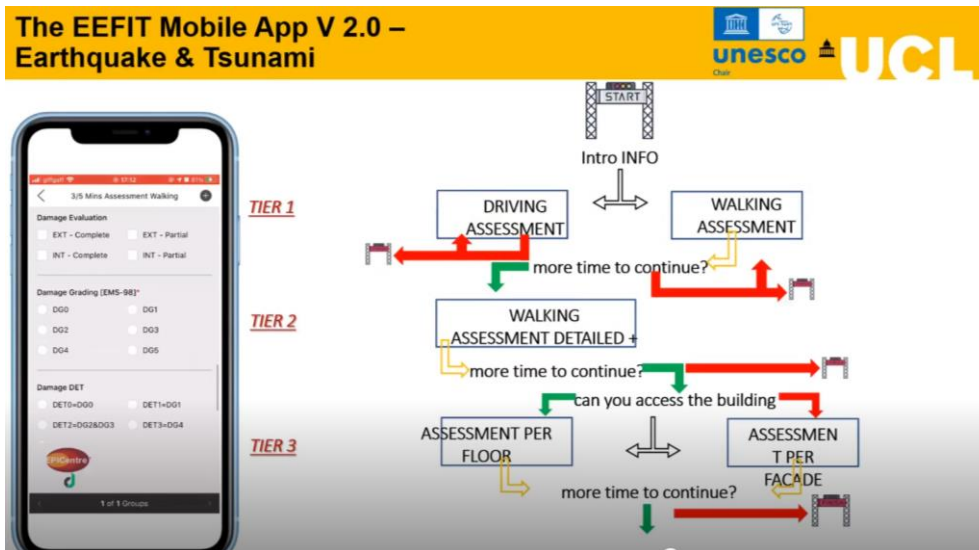 The EEFIT Mobile App V 2.0 –
Earthquake & Tsunami
unesco
Chair
UCL
START
Intro INFO
17:12
3/5 Mins Assessment Walking
Damage Evaluation
EXT - Complete
EXT - Partial
INT - Complete
INT - Partial
Damage Grading [EMS-98]*
DG0
DG1
DG2
DG3
DG4
DG5
Damage DET
DET0=DG0
DET1=DG1
DET2=DG2&DG3
DET3=DG4
EPICentre
1 of 1 Groups
TIER 1
DRIVING
ASSESSMENT
WALKING
ASSESSMENT
more time to continue?
TIER 2
WALKING
ASSESSMENT DETAILED +
more time to continue?
can you access the building
TIER 3
ASSESSMENT PER
FLOOR
ASSESSMEN
T PER
FACADE
more time to continue?